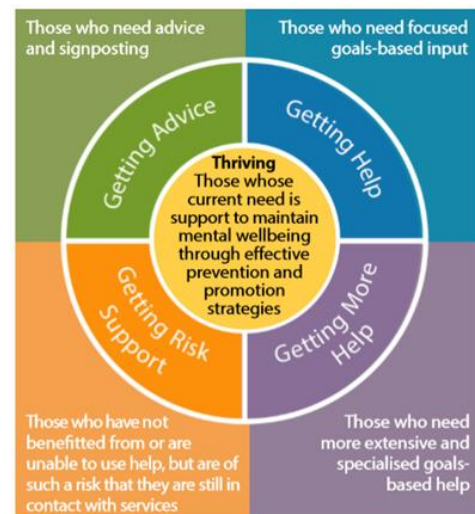 Those who need advice
and signposting
Those who need focused
goals-based input
Getting Advice
Getting Help
Thriving
Those whose
current need is
support to maintain
mental wellbeing
through effective
prevention and
promotion
strategies
Getting Risk
Support
Getting More
Help
Those who have not
benefitted from or are
unable to use help, but are of
such a risk that they are still in
contact with services
Those who need
more extensive and
specialised goals-
based help